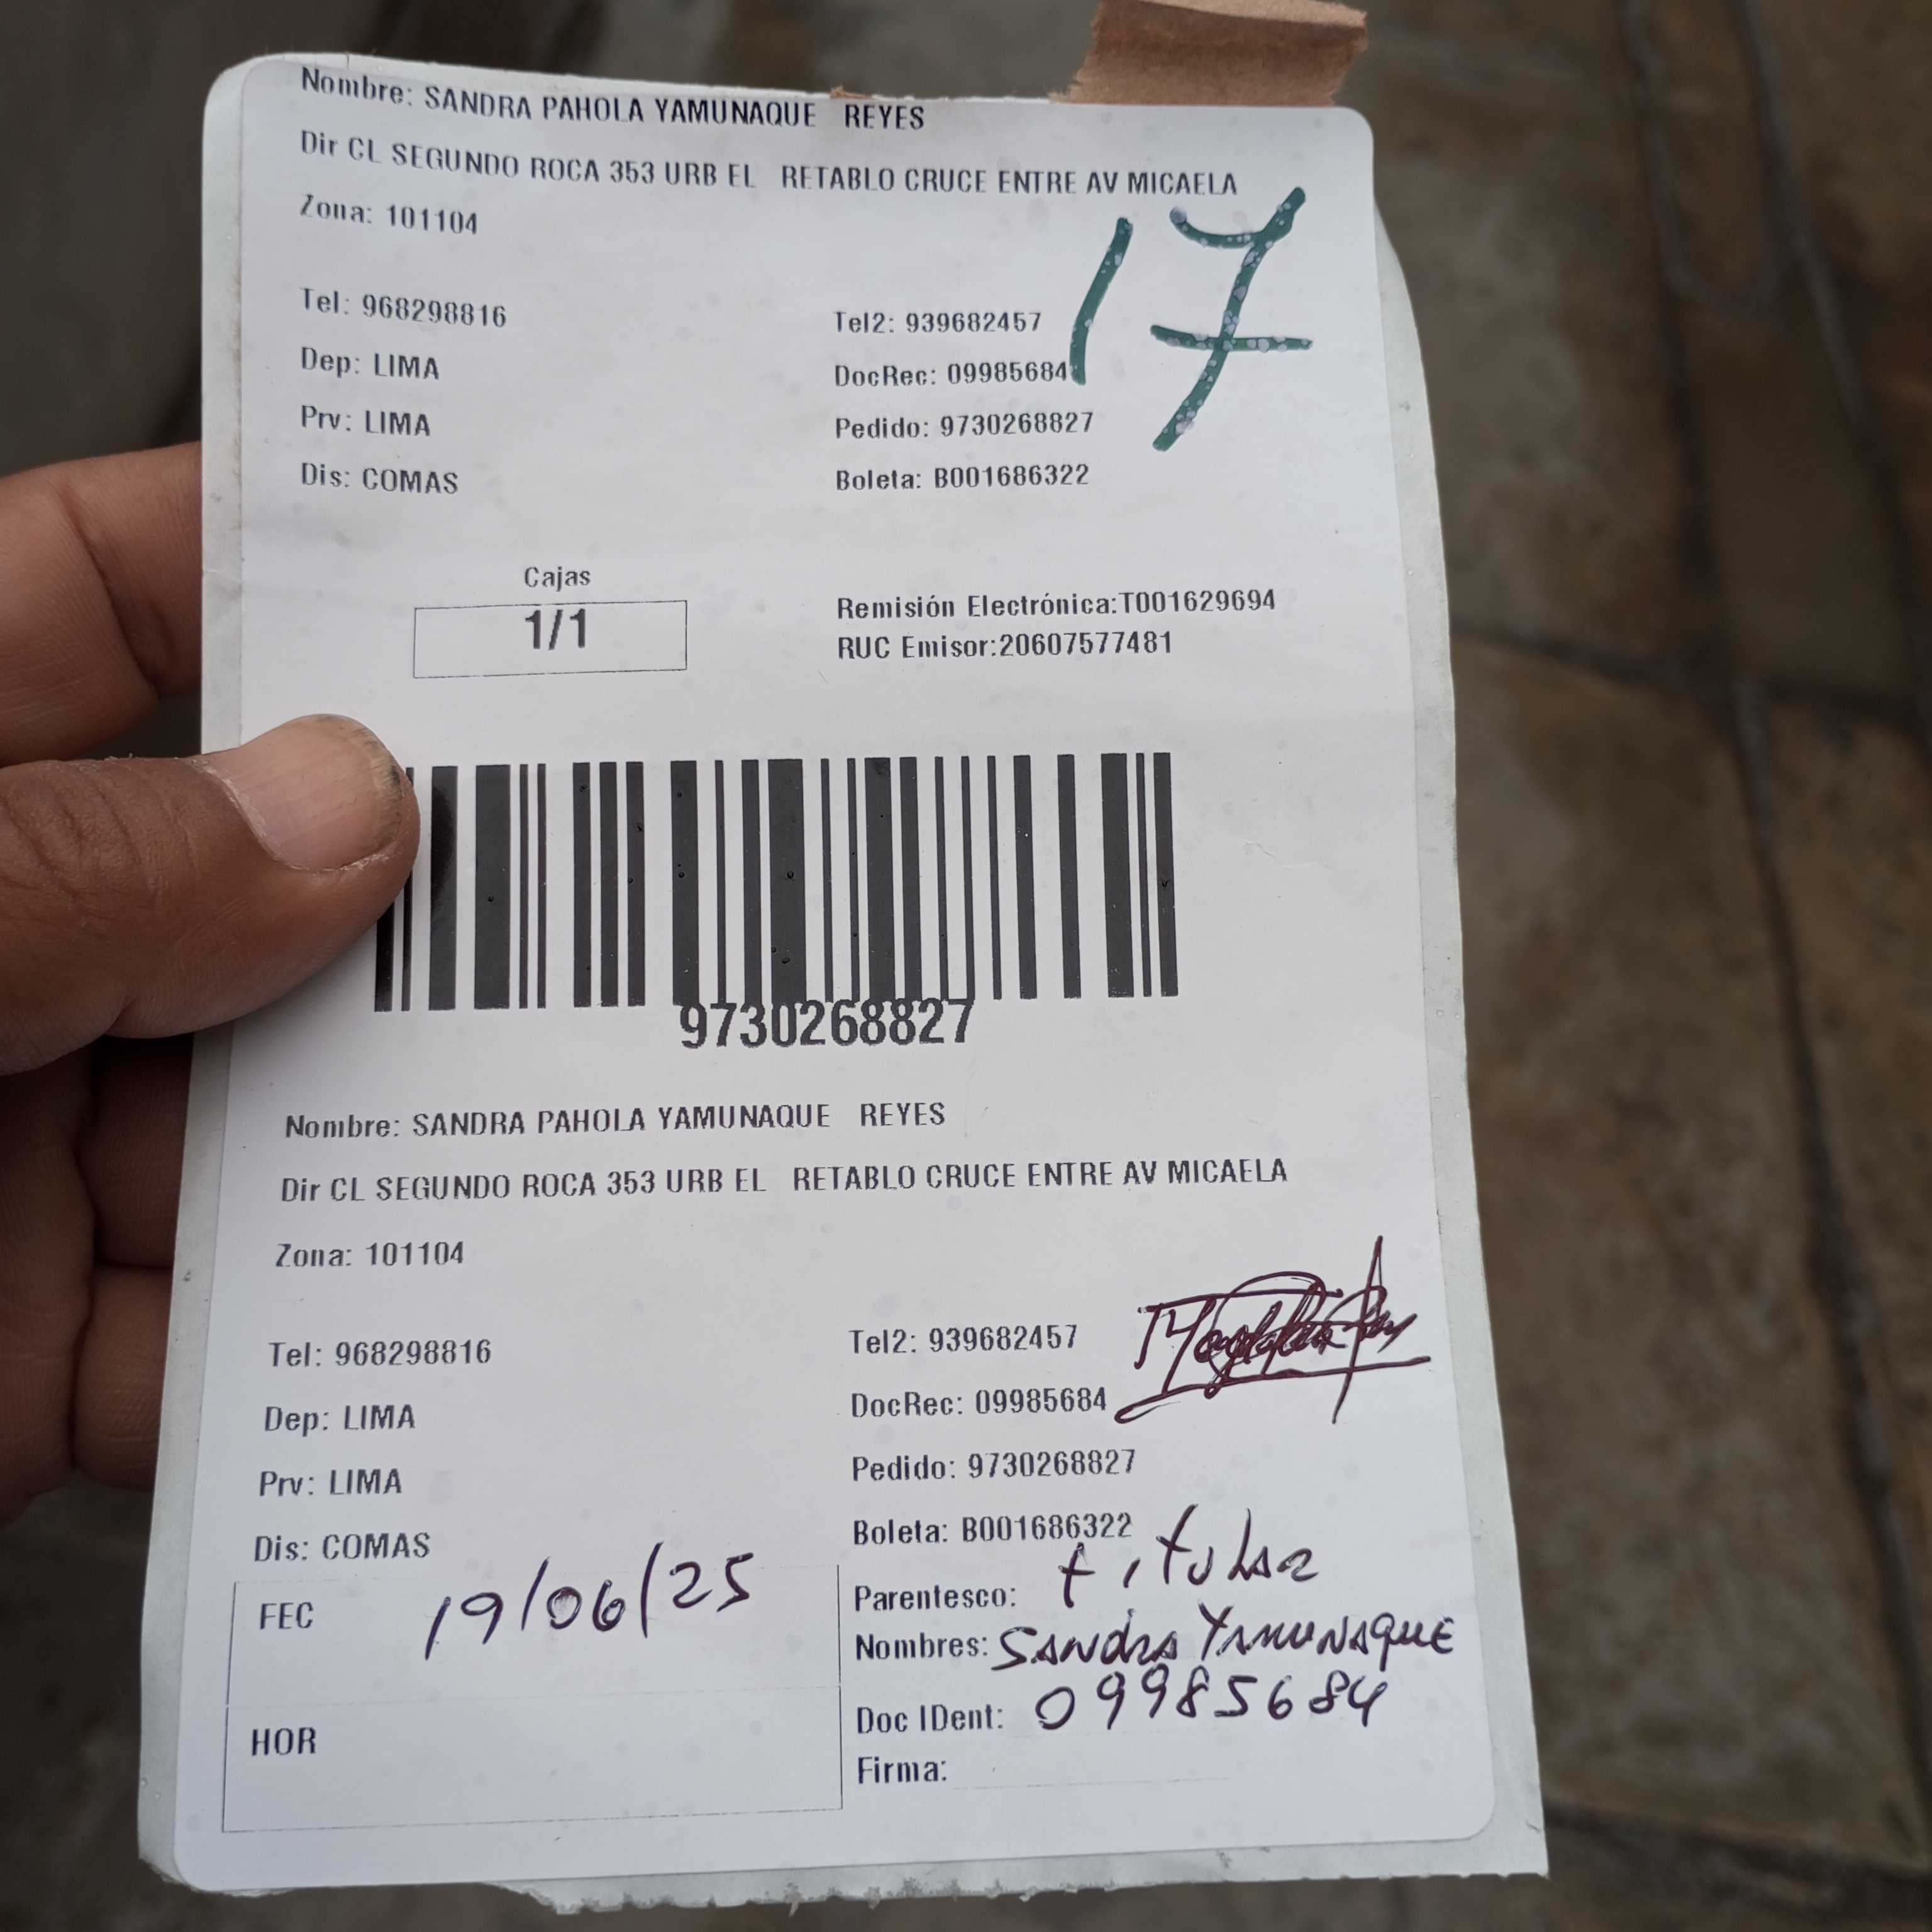 Nombre: SANDRA PAHOLA YAMUNAQUE REYES
Dir CL SEGUNDO ROCA 353 URB EL RETABLO CRUCE ENTRE AV MICAELA
Zona: 101104
17
Tel: 968298816 Tel2: 939682457
Dep: LIMA DocRec: 09985684
Prv: LIMA Pedido: 9730268827
Dis: COMAS Boleta: B001686322
Cajas
1/1
Remisión Electrónica:T001629694
RUC Emisor:20607577481
9730268827
Nombre: SANDRA PAHOLA YAMUNAQUE REYES
Dir CL SEGUNDO ROCA 353 URB EL RETABLO CRUCE ENTRE AV MICAELA
Zona: 101104
Tel: 968298816 Tel2: 939682457
Dep: LIMA DocRec: 09985684
Prv: LIMA Pedido: 9730268827
Dis: COMAS Boleta: B001686322
FEC 19/06/25
HOR
Parentesco: titular
Nombres: SANdRA YAMUNAQUE
Doc IDent: 09985684
Firma: